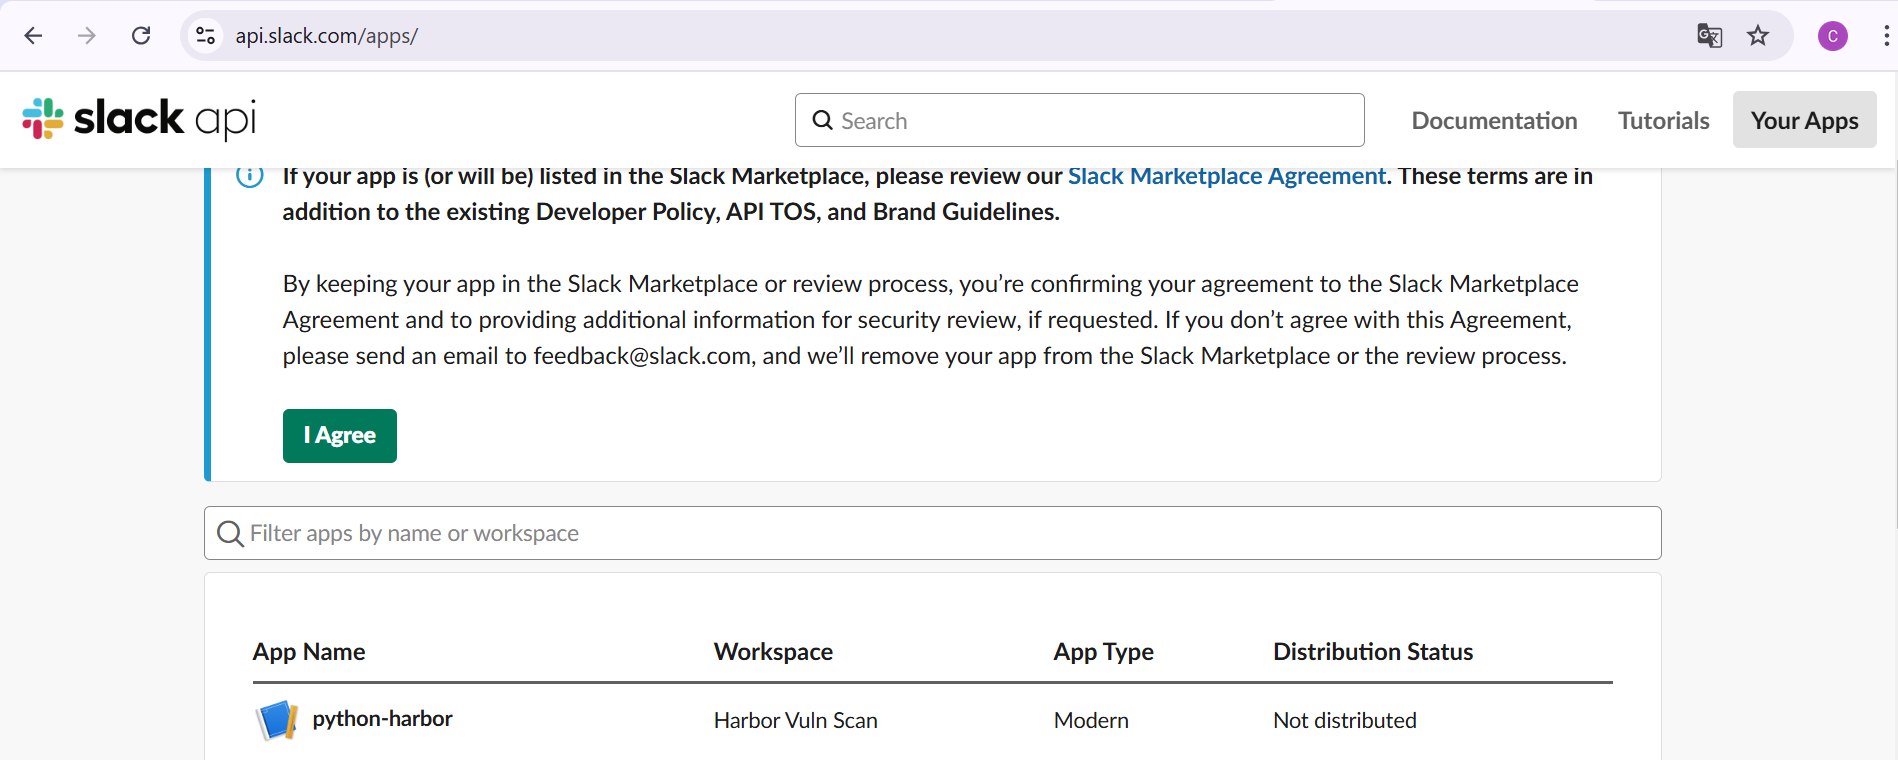 api.slack.com/apps/
C
slack api
Search
Documentation
Tutorials
Your Apps
If your app is (or will be) listed in the Slack Marketplace, please review our Slack Marketplace Agreement. These terms are in
addition to the existing Developer Policy, API TOS, and Brand Guidelines.
By keeping your app in the Slack Marketplace or review process, you’re confirming your agreement to the Slack Marketplace
Agreement and to providing additional information for security review, if requested. If you don’t agree with this Agreement,
please send an email to feedback@slack.com, and we’ll remove your app from the Slack Marketplace or the review process.
I Agree
Filter apps by name or workspace
App Name Workspace App Type Distribution Status
python-harbor Harbor Vuln Scan Modern Not distributed